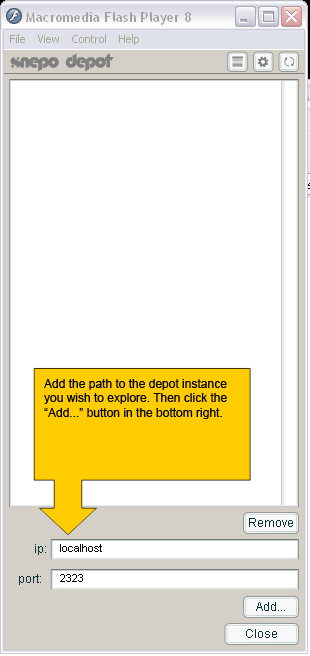 Macromedia Flash Player 8
File View Control Help
snepo depot
Add the path to the depot instance
you wish to explore. Then click the
“Add...” button in the bottom right.
Remove
ip: localhost
port: 2323
Add...
Close